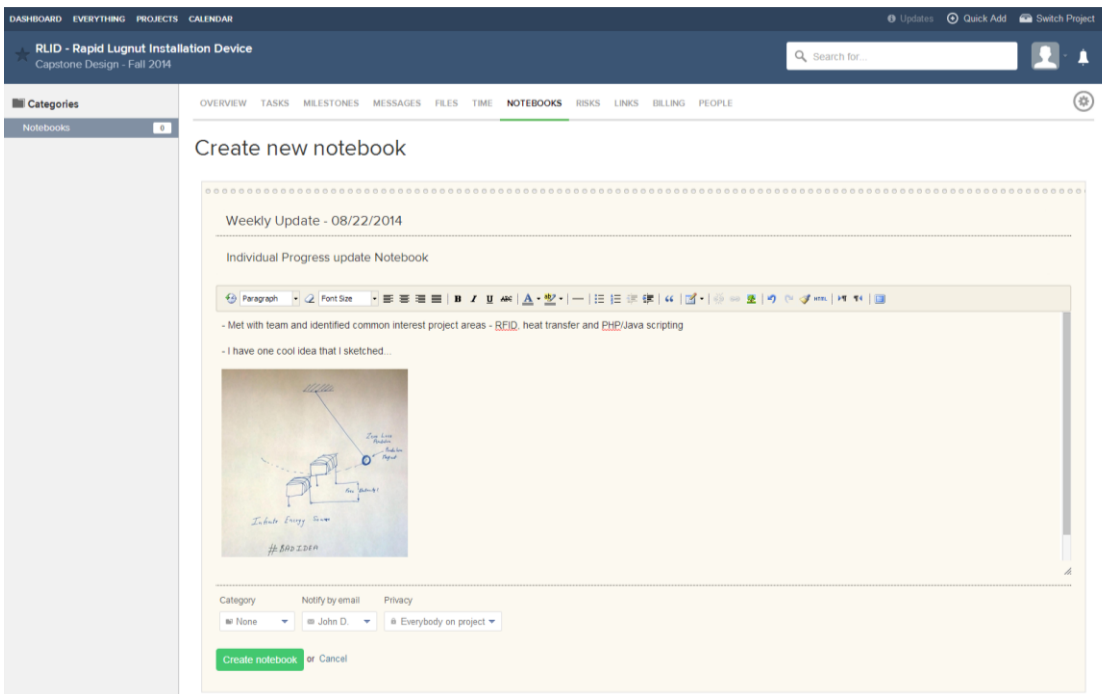 DASHBOARD EVERYTHING PROJECTS CALENDAR
Updates Quick Add Switch Project
RLID - Rapid Lugnut Installation Device
Capstone Design - Fall 2014
Search for...
Categories
Notebooks 0
OVERVIEW TASKS MILESTONES MESSAGES FILES TIME NOTEBOOKS RISKS LINKS BILLING PEOPLE
Create new notebook
Weekly Update - 08/22/2014
Individual Progress update Notebook
Paragraph Font Size B I U ABC A ab HTML
- Met with team and identified common interest project areas - RFID, heat transfer and PHP/Java scripting
- I have one cool idea that I sketched...
Energy
#BADIDEA
Category Notify by email Privacy
None John D. Everybody on project
Create notebook or Cancel